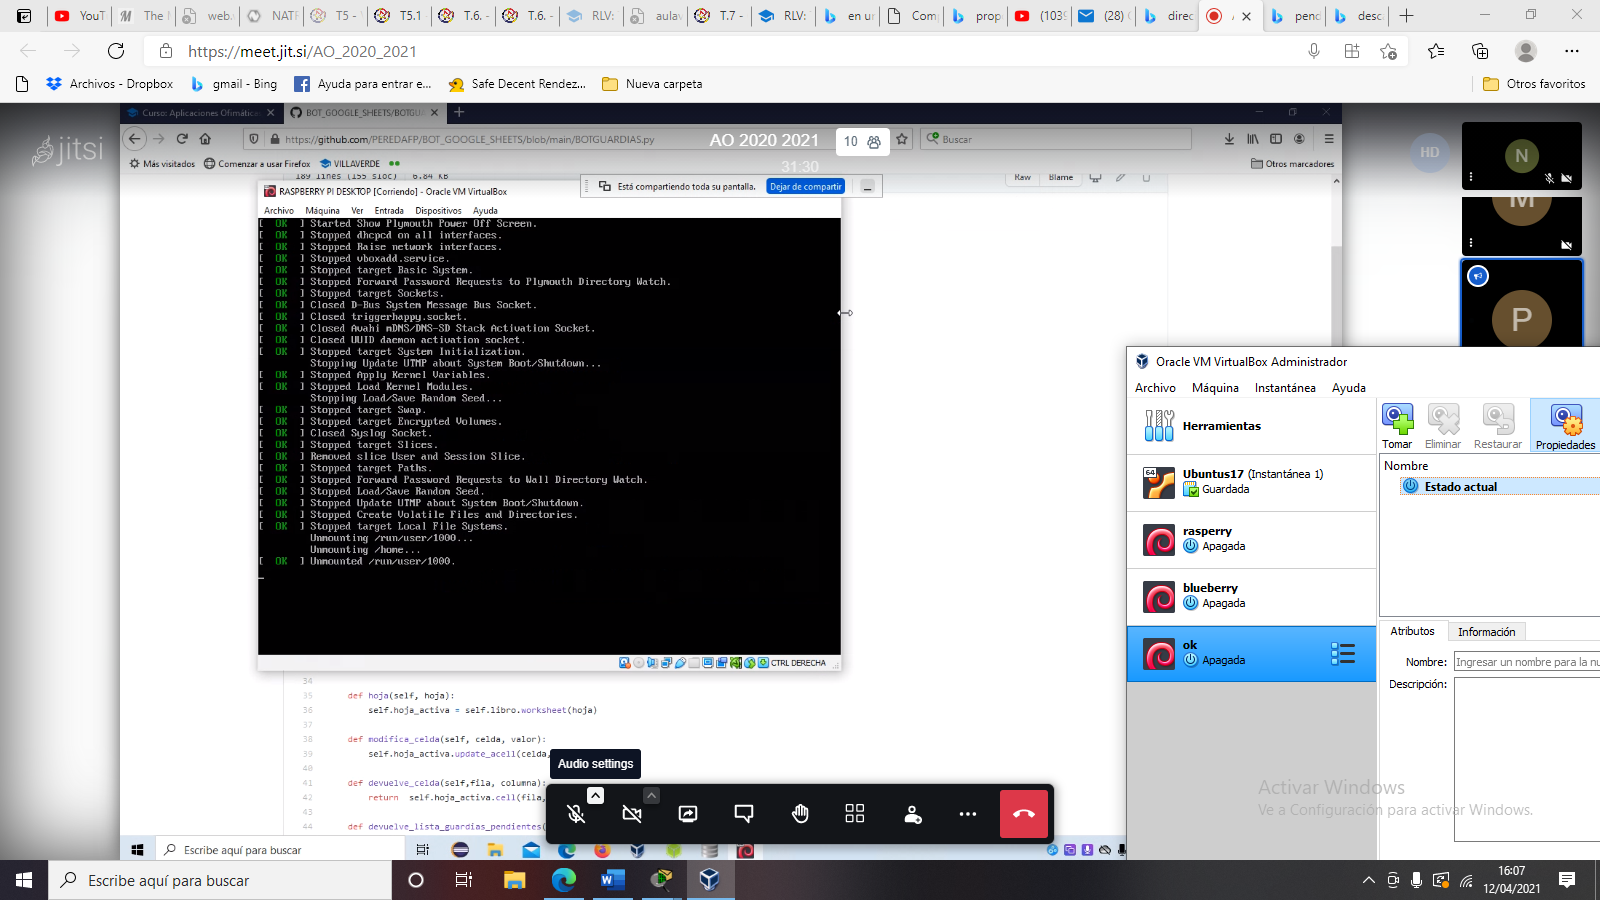 YouT
The N
web.
NATF
T5 -
T5.1
T.6. -
T.6. -
RLV:
aulav
T.7 -
RLV:
en ur
Comp
prop
(1039
(28) C
direc
pend
desca
https://meet.jit.si/AO_2020_2021
Archivos - Dropbox
gmail - Bing
Ayuda para entrar e...
Safe Decent Rendez...
Nueva carpeta
Otros favoritos
jitsi
Curso: Aplicaciones Ofimática
BOT_GOOGLE_SHEETS/BOTGUA
https://github.com/PEREDAFP/BOT_GOOGLE_SHEETS/blob/main/BOTGUARDIAS.py
AO 2020 2021
10
Buscar
31:30
Más visitados
Comenzar a usar Firefox
VILLAVERDE
Otros marcadores
189 lines (155 sloc) 6.84 KB
Raw
Blame
Está compartiendo toda su pantalla.
Dejar de compartir
HD
N
M
P
RASPBERRY PI DESKTOP [Corriendo] - Oracle VM VirtualBox
Archivo Máquina Ver Entrada Dispositivos Ayuda
[ OK ] Started Show Plymouth Power Off Screen.
[ OK ] Stopped dhcpcd on all interfaces.
[ OK ] Stopped Raise network interfaces.
[ OK ] Stopped vboxadd.service.
[ OK ] Stopped target Basic System.
[ OK ] Stopped Forward Password Requests to Plymouth Directory Watch.
[ OK ] Stopped target Sockets.
[ OK ] Closed D-Bus System Message Bus Socket.
[ OK ] Closed triggerhappy.socket.
[ OK ] Closed Avahi mDNS/DNS-SD Stack Activation Socket.
[ OK ] Closed UUID daemon activation socket.
[ OK ] Stopped target System Initialization.
Stopping Update UTMP about System Boot/Shutdown...
[ OK ] Stopped Apply Kernel Variables.
[ OK ] Stopped Load Kernel Modules.
Stopping Load/Save Random Seed...
[ OK ] Stopped target Swap.
[ OK ] Stopped target Encrypted Volumes.
[ OK ] Closed Syslog Socket.
[ OK ] Stopped target Slices.
[ OK ] Removed slice User and Session Slice.
[ OK ] Stopped target Paths.
[ OK ] Stopped Forward Password Requests to Wall Directory Watch.
[ OK ] Stopped Load/Save Random Seed.
[ OK ] Stopped Update UTMP about System Boot/Shutdown.
[ OK ] Stopped Create Volatile Files and Directories.
[ OK ] Stopped target Local File Systems.
Unmounting /run/user/1000...
Unmounting /home...
[ OK ] Unmounted /run/user/1000.
CTRL DERECHA
34
35 def hoja(self, hoja):
36 self.hoja_activa = self.libro.worksheet(hoja)
37
38 def modifica_celda(self, celda, valor):
39 self.hoja_activa.update_acell(celda,
40
41 def devuelve_celda(self,fila, columna):
42 return self.hoja_activa.cell(fila,
43
44 def devuelve_lista_guardias_pendientes(
Audio settings
Oracle VM VirtualBox Administrador
Archivo Máquina Instantánea Ayuda
Herramientas
Ubuntus17 (Instantánea 1)
Guardada
rasperry
Apagada
blueberry
Apagada
ok
Apagada
Tomar
Eliminar
Restaurar
Propiedades
Nombre
Estado actual
Atributos
Información
Nombre: Ingresar un nombre para la nu
Descripción:
Activar Windows
Ve a Configuración para activar Windows.
Escribe aquí para buscar
Escribe aquí para buscar
16:07
12/04/2021